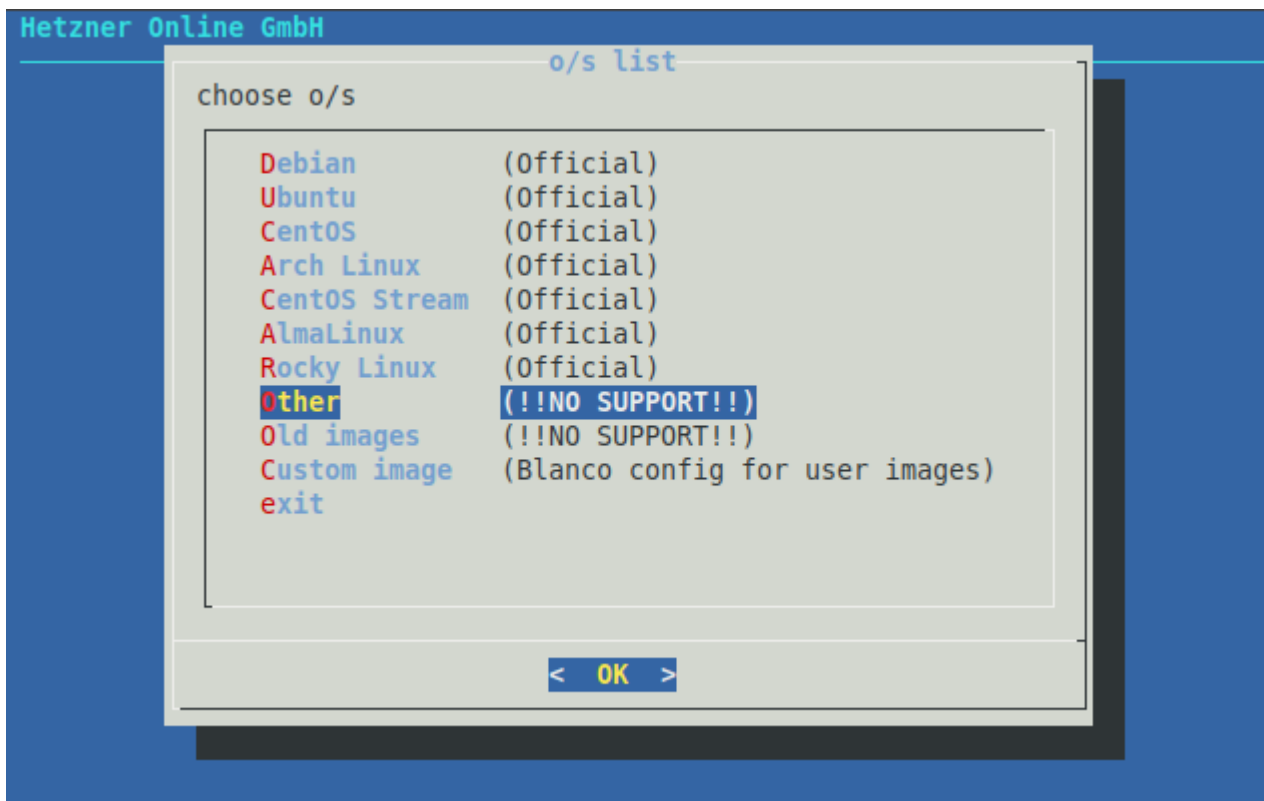 Hetzner Online GmbH
o/s list
choose o/s
Debian (Official)
Ubuntu (Official)
CentOS (Official)
Arch Linux (Official)
CentOS Stream (Official)
AlmaLinux (Official)
Rocky Linux (Official)
Other (!!NO SUPPORT!!)
Old images (!!NO SUPPORT!!)
Custom image (Blanco config for user images)
exit
< OK >